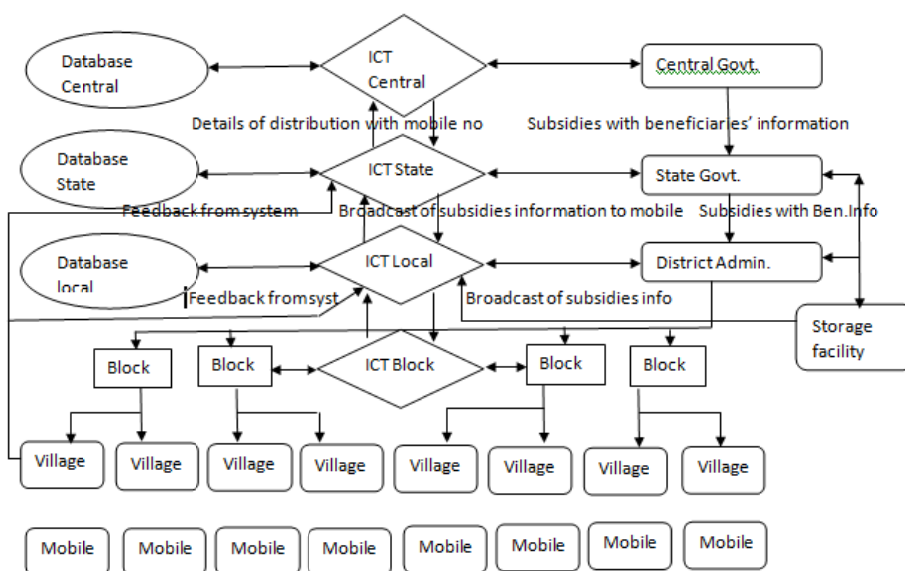 Database
Central
ICT
Central
Central Govt.
Details of distribution with mobile no
Subsidies with beneficiaries' information
Database
State
ICT State
State Govt.
Feedback from system
Broadcast of subsidies information to mobile
Subsidies with Ben.Info
Database
local
ICT Local
District Admin.
Feedback from syst
Broadcast of subsidies info
Storage
facility
Block
Block
ICT Block
Block
Block
Village
Village
Village
Village
Village
Village
Village
Village
Mobile
Mobile
Mobile
Mobile
Mobile
Mobile
Mobile
Mobile